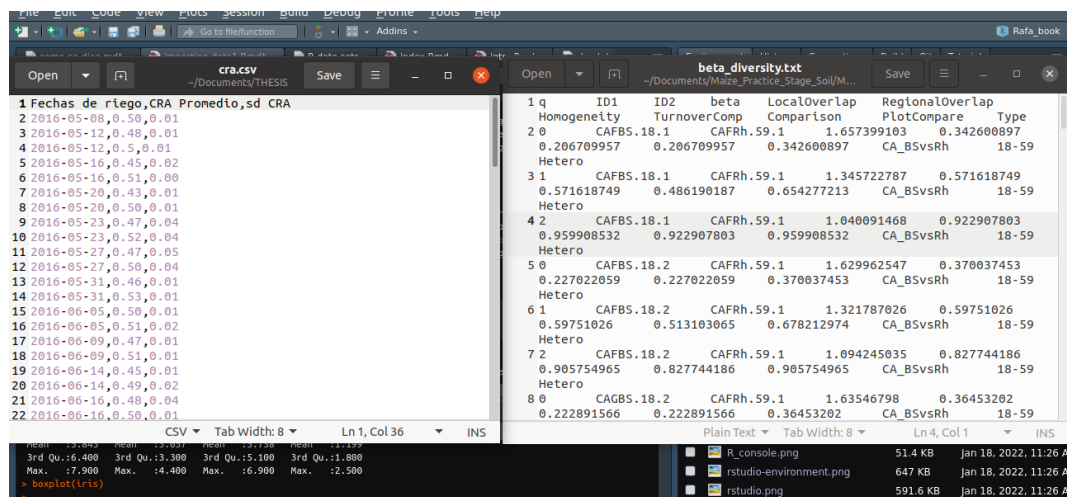 File Edit Code View Plots Session Build Debug Profile Tools Help
Go to file/function Addins Rafa_book
Open cra.csv Save
~/Documents/THESIS
1 Fechas de riego,CRA Promedio,sd CRA
2 2016-05-08,0.50,0.01
3 2016-05-12,0.48,0.01
4 2016-05-12,0.5,0.01
5 2016-05-16,0.45,0.02
6 2016-05-16,0.51,0.00
7 2016-05-20,0.43,0.01
8 2016-05-20,0.50,0.01
9 2016-05-23,0.47,0.04
10 2016-05-23,0.52,0.04
11 2016-05-27,0.47,0.05
12 2016-05-27,0.50,0.04
13 2016-05-31,0.46,0.01
14 2016-05-31,0.53,0.01
15 2016-06-05,0.50,0.01
16 2016-06-05,0.51,0.02
17 2016-06-09,0.47,0.01
18 2016-06-09,0.51,0.01
19 2016-06-14,0.45,0.01
20 2016-06-14,0.49,0.02
21 2016-06-16,0.48,0.04
22 2016-06-16,0.50,0.01
CSV Tab Width: 8 Ln 1, Col 36 INS
Open beta_diversity.txt Save
~/Documents/Maize_Practice_Stage_Soil/M...
1 q ID1 ID2 beta LocalOverlap RegionalOverlap
Homogeneity TurnoverComp Comparison PlotCompare Type
2 0 CAFBS.18.1 CAFRh.59.1 1.657399103 0.342600897
0.206709957 0.206709957 0.342600897 CA_BSvsRh 18-59
Hetero
3 1 CAFBS.18.1 CAFRh.59.1 1.345722787 0.571618749
0.571618749 0.486190187 0.654277213 CA_BSvsRh 18-59
Hetero
4 2 CAFBS.18.1 CAFRh.59.1 1.040091468 0.922907803
0.959908532 0.922907803 0.959908532 CA_BSvsRh 18-59
Hetero
5 0 CAFBS.18.2 CAFRh.59.1 1.629962547 0.370037453
0.227022059 0.227022059 0.370037453 CA_BSvsRh 18-59
Hetero
6 1 CAFBS.18.2 CAFRh.59.1 1.321787026 0.59751026
0.59751026 0.513103065 0.678212974 CA_BSvsRh 18-59
Hetero
7 2 CAFBS.18.2 CAFRh.59.1 1.094245035 0.827744186
0.905754965 0.827744186 0.905754965 CA_BSvsRh 18-59
Hetero
8 0 CAGBS.18.2 CAFRh.59.1 1.63546798 0.36453202
0.222891566 0.222891566 0.36453202 CA_BSvsRh 18-59
Plain Text Tab Width: 8 Ln 4, Col 1 INS
3rd Qu.:6.400 3rd Qu.:3.300 3rd Qu.:5.100 3rd Qu.:1.800
Max. :7.900 Max. :4.400 Max. :6.900 Max. :2.500
> boxplot(iris)
R_console.png 51.4 KB Jan 18, 2022, 11:26 A
rstudio-environment.png 647 KB Jan 18, 2022, 11:26 A
rstudio.png 591.6 KB Jan 18, 2022, 11:26 A